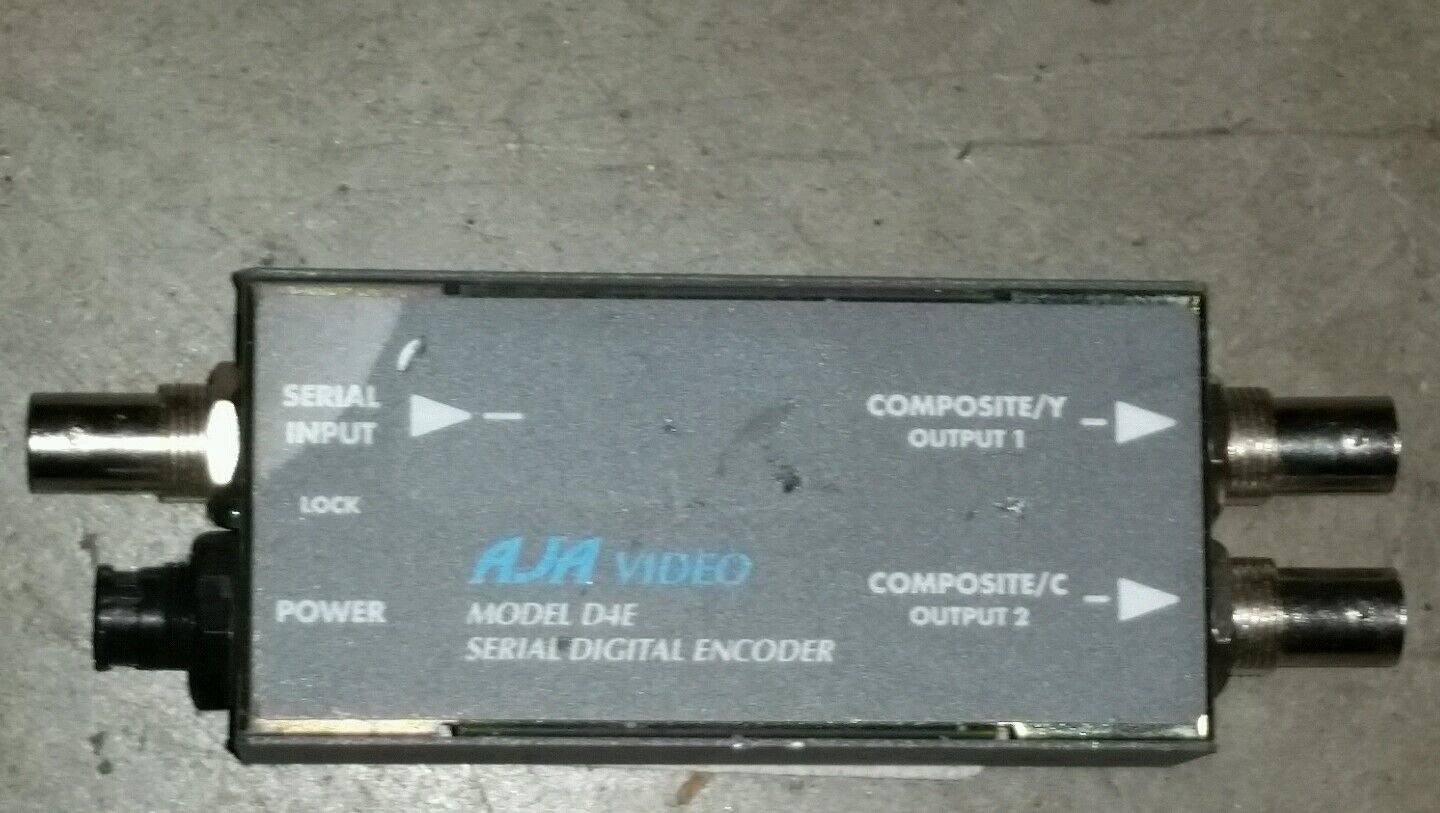 SERIAL
INPUT
LOCK
POWER
AJA VIDEO
MODEL D4E
SERIAL DIGITAL ENCODER
COMPOSITE/Y
OUTPUT 1
COMPOSITE/C
OUTPUT 2